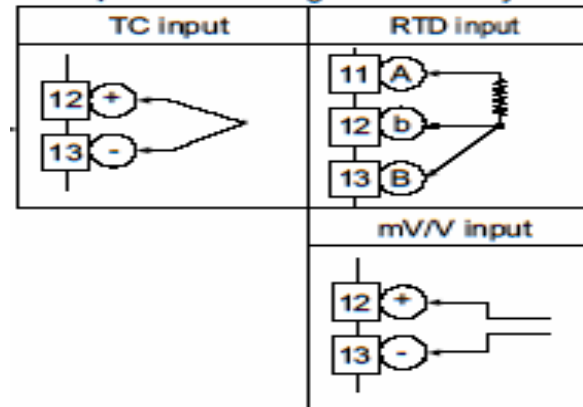 TC input
RTD input
12 +
13 -
11 A
12 b
13 B
mV/V input
12 +
13 -